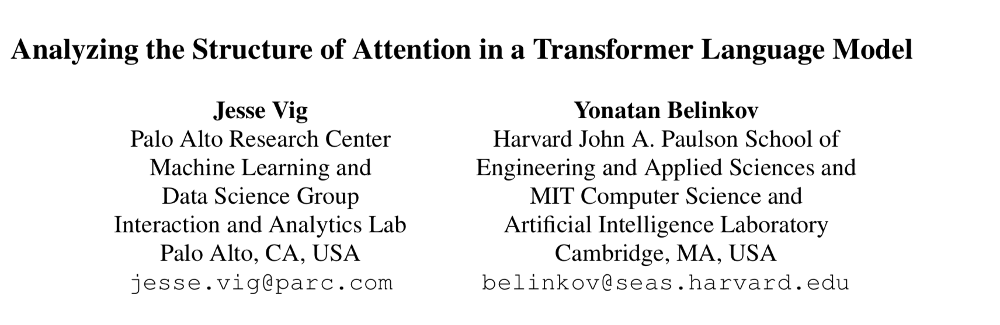 Analyzing the Structure of Attention in a Transformer Language Model
Jesse Vig
Palo Alto Research Center
Machine Learning and
Data Science Group
Interaction and Analytics Lab
Palo Alto, CA, USA
jesse.vig@parc.com
Yonatan Belinkov
Harvard John A. Paulson School of
Engineering and Applied Sciences and
MIT Computer Science and
Artificial Intelligence Laboratory
Cambridge, MA, USA
belinkov@seas.harvard.edu